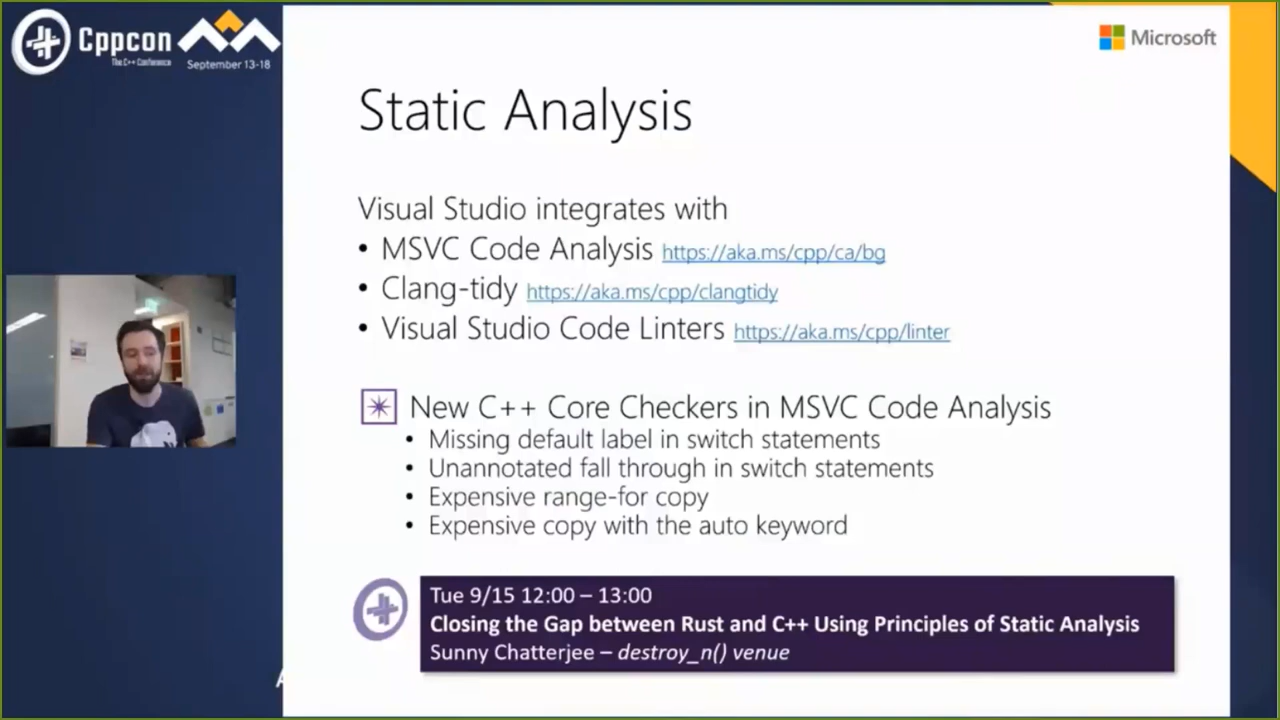 Cppcon
The C++ Conference
September 13-18
Microsoft
Static Analysis
Visual Studio integrates with
• MSVC Code Analysis https://aka.ms/cpp/ca/bg
• Clang-tidy https://aka.ms/cpp/clangtidy
• Visual Studio Code Linters https://aka.ms/cpp/linter
New C++ Core Checkers in MSVC Code Analysis
• Missing default label in switch statements
• Unannotated fall through in switch statements
• Expensive range-for copy
• Expensive copy with the auto keyword
Tue 9/15 12:00 – 13:00
Closing the Gap between Rust and C++ Using Principles of Static Analysis
Sunny Chatterjee – destroy_n() venue